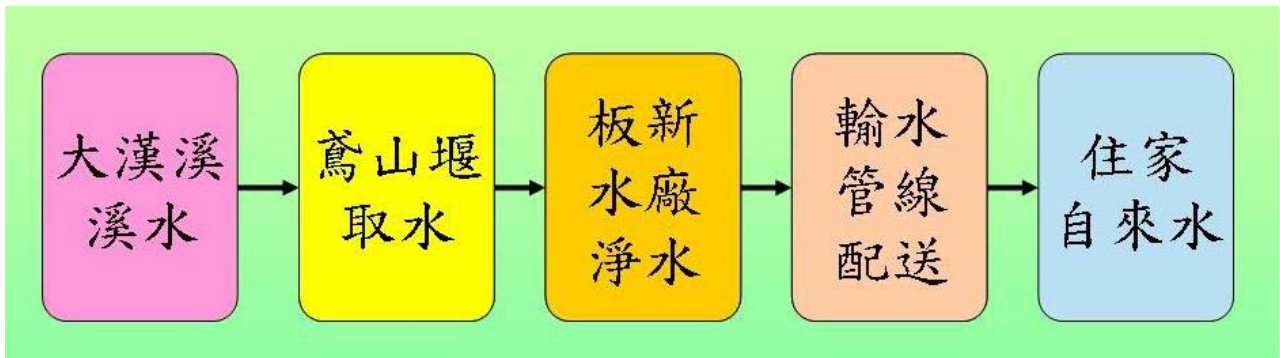 大漢溪
溪水
鳶山堰
取水
板新
水廠
淨水
輸水
管線
配送
住家
自來水